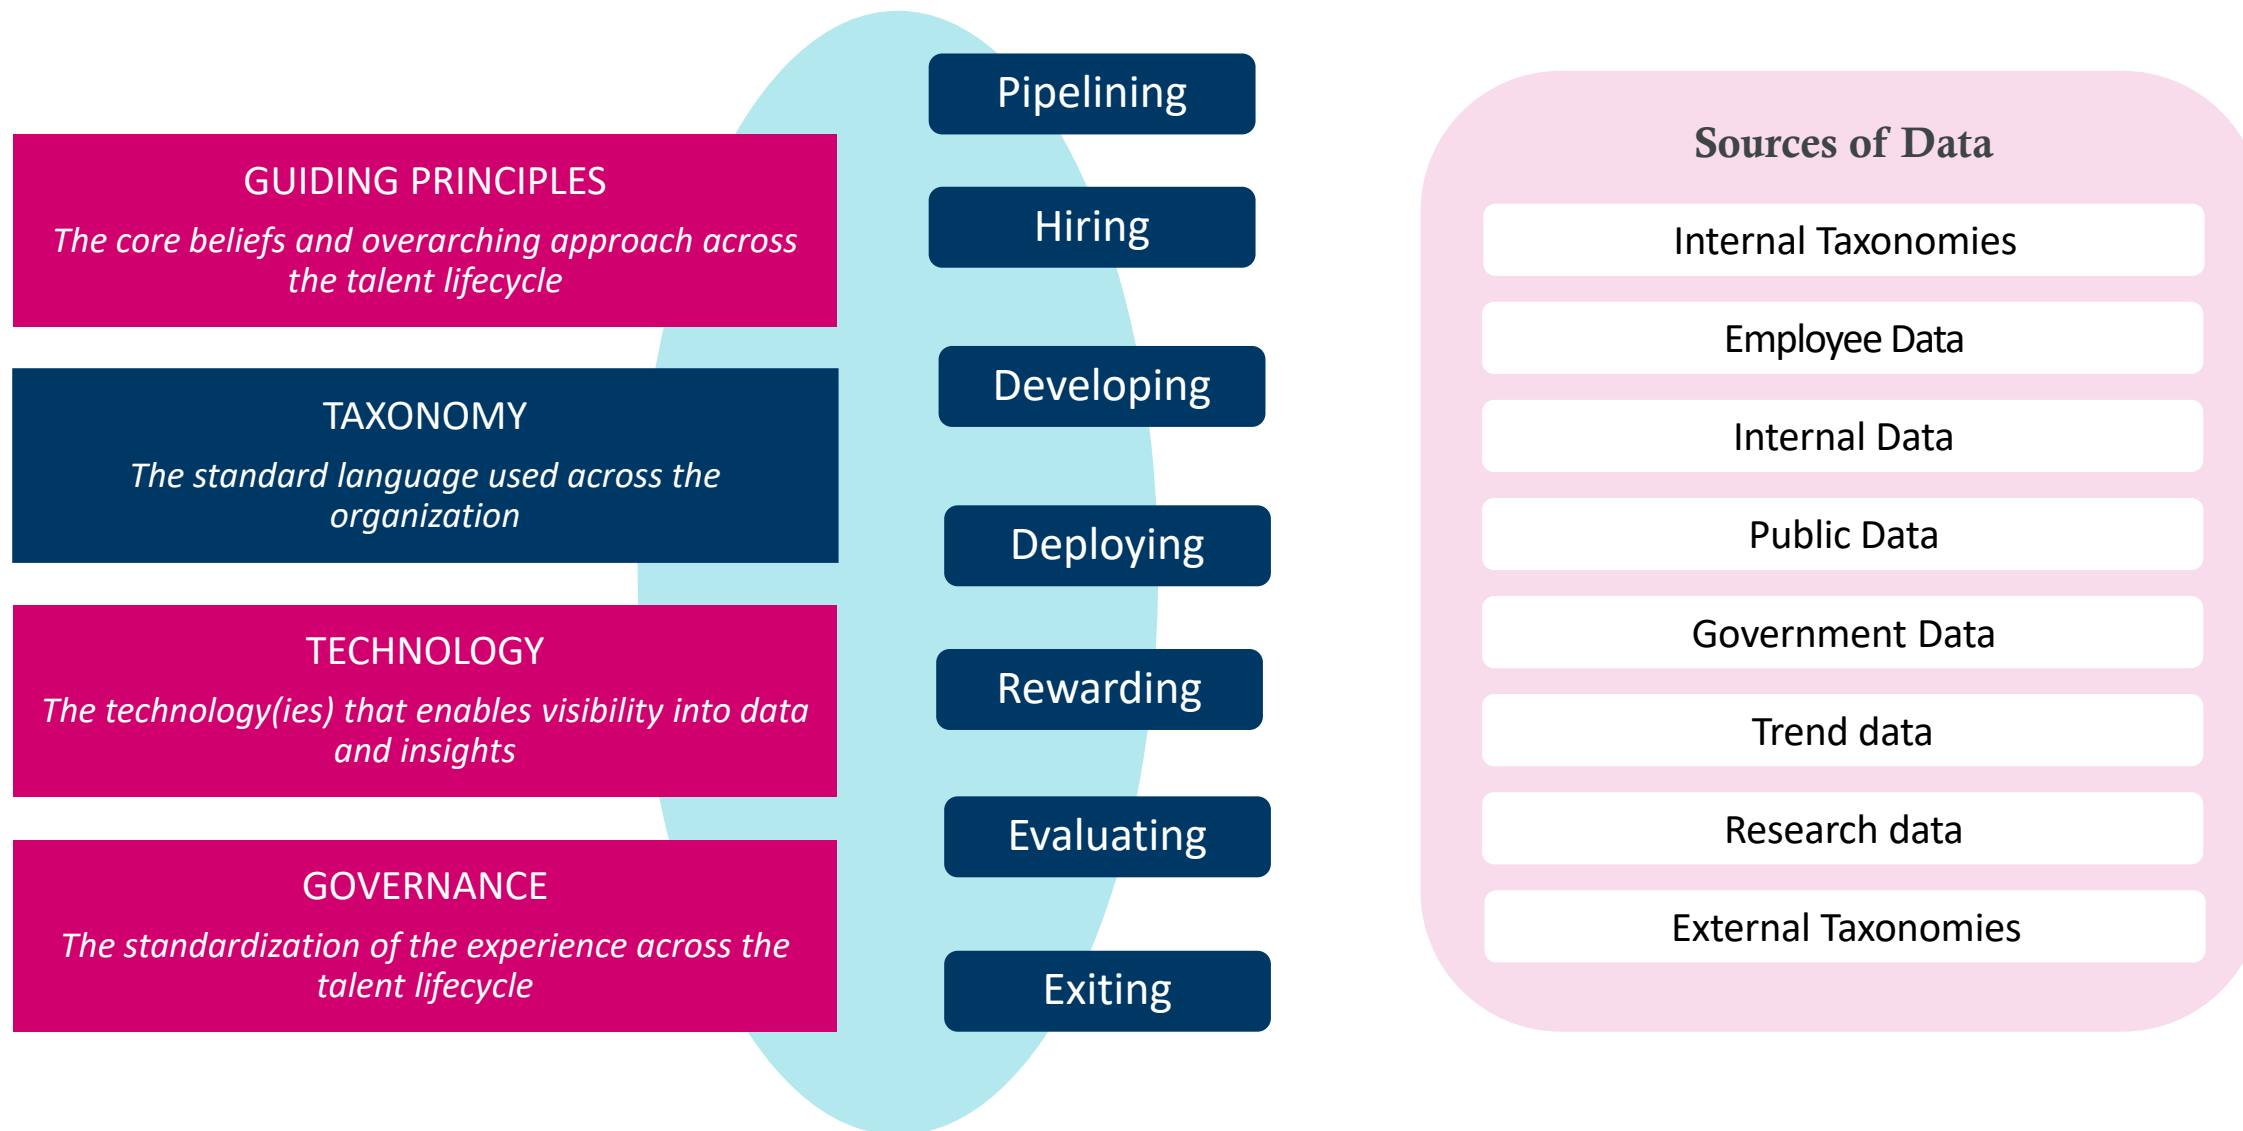 GUIDING PRINCIPLES
The core beliefs and overarching approach across
the talent lifecycle
TAXONOMY
The standard language used across the
organization
TECHNOLOGY
The technology(ies) that enables visibility into data
and insights
GOVERNANCE
The standardization of the experience across the
talent lifecycle
Pipelining
Hiring
Developing
Deploying
Rewarding
Evaluating
Exiting
Sources of Data
Internal Taxonomies
Employee Data
Internal Data
Public Data
Government Data
Trend data
Research data
External Taxonomies